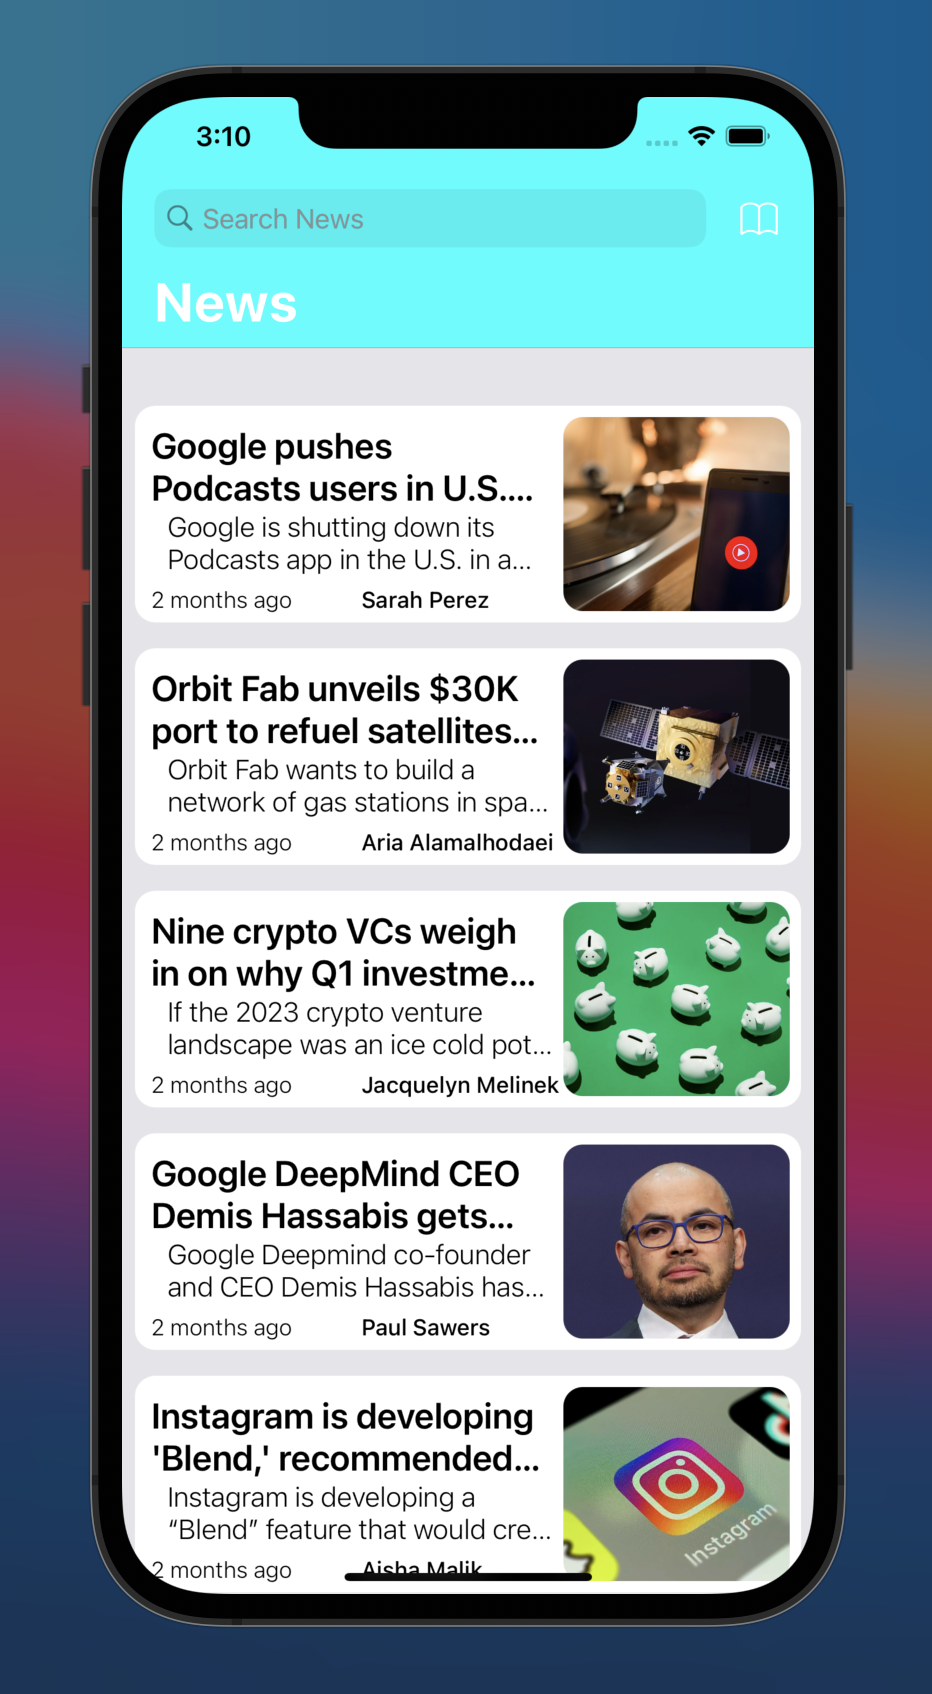 3:10
Search News
News
Google pushes
Podcasts users in U.S....
Google is shutting down its
Podcasts app in the U.S. in a...
2 months ago Sarah Perez
Orbit Fab unveils $30K
port to refuel satellites...
Orbit Fab wants to build a
network of gas stations in spa...
2 months ago Aria Alamalhodaei
Nine crypto VCs weigh
in on why Q1 investme...
If the 2023 crypto venture
landscape was an ice cold pot...
2 months ago Jacquelyn Melinek
Google DeepMind CEO
Demis Hassabis gets...
Google Deepmind co-founder
and CEO Demis Hassabis has...
2 months ago Paul Sawers
Instagram is developing
'Blend,' recommended...
Instagram is developing a
“Blend” feature that would cre...
2 months ago Aisha Malik
Instagram